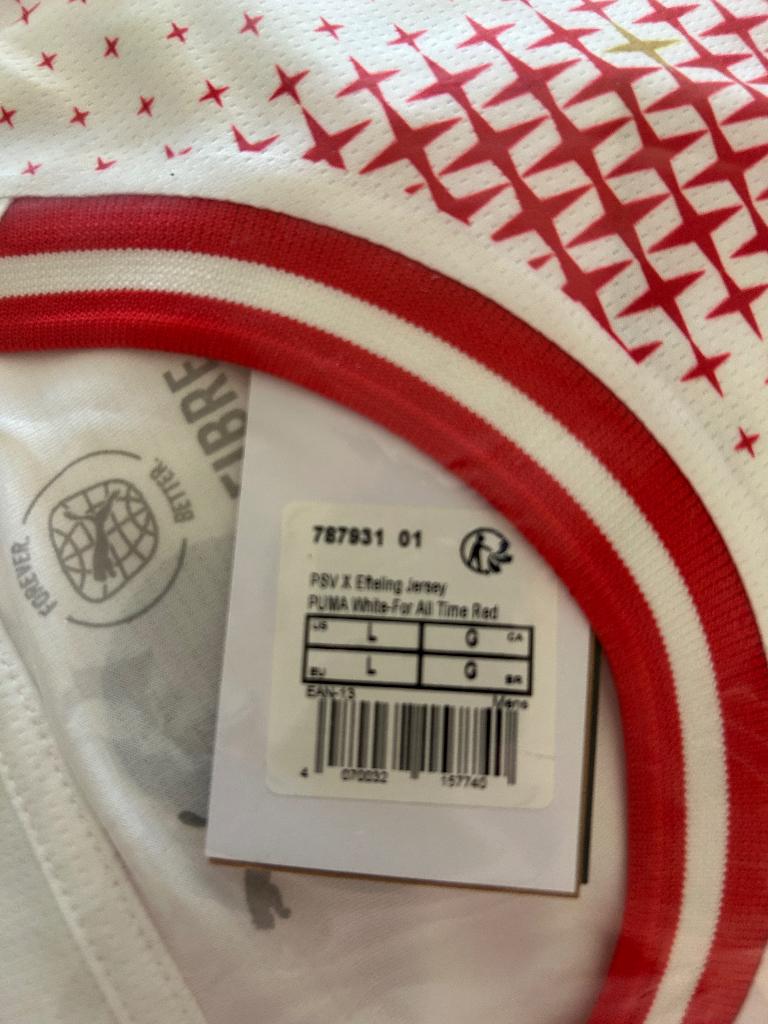 FIBRE
FOREVER. BETTER.
787931 01
PSV X Efteling Jersey
PUMA White-For All Time Red
US L G CA
EU L G BR
EAN-13 Mens
4 070032 157740